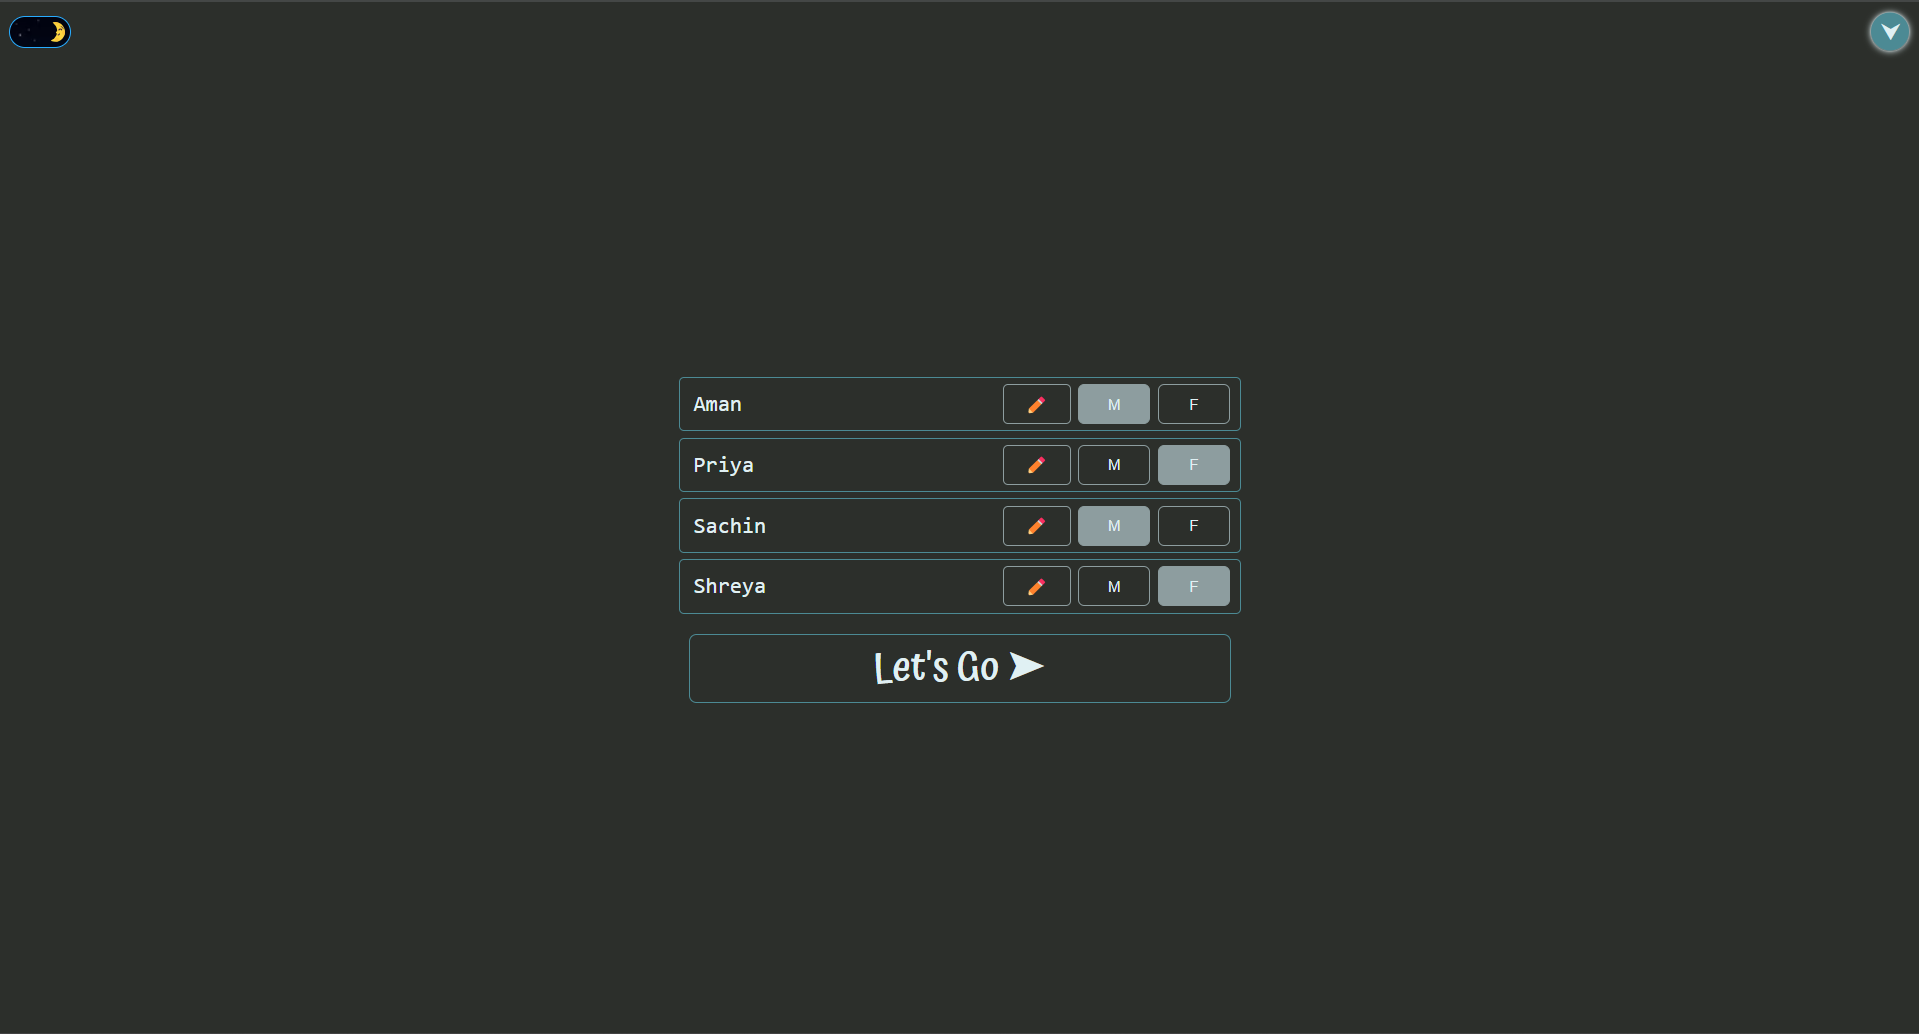 Aman M F
Priya M F
Sachin M F
Shreya M F
Let's Go ➤